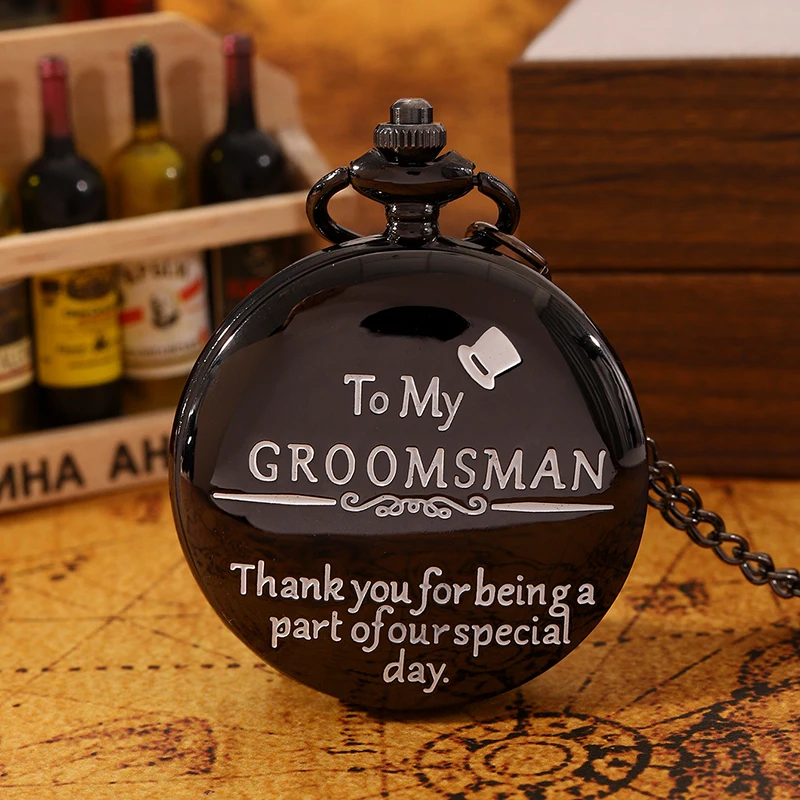 To My
GROOMSMAN
Thank you for being a
part of our special
day.
ИНА АН